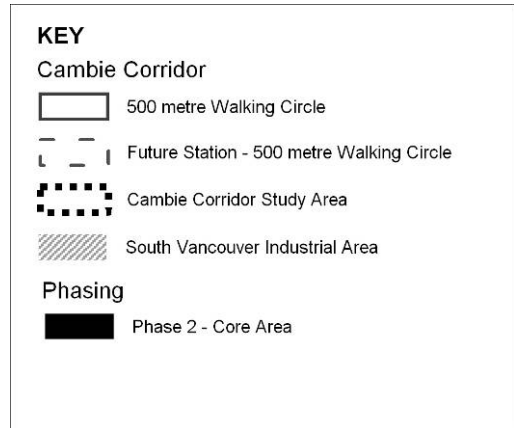 KEY
Cambie Corridor
500 metre Walking Circle
Future Station - 500 metre Walking Circle
Cambie Corridor Study Area
South Vancouver Industrial Area
Phasing
Phase 2 - Core Area